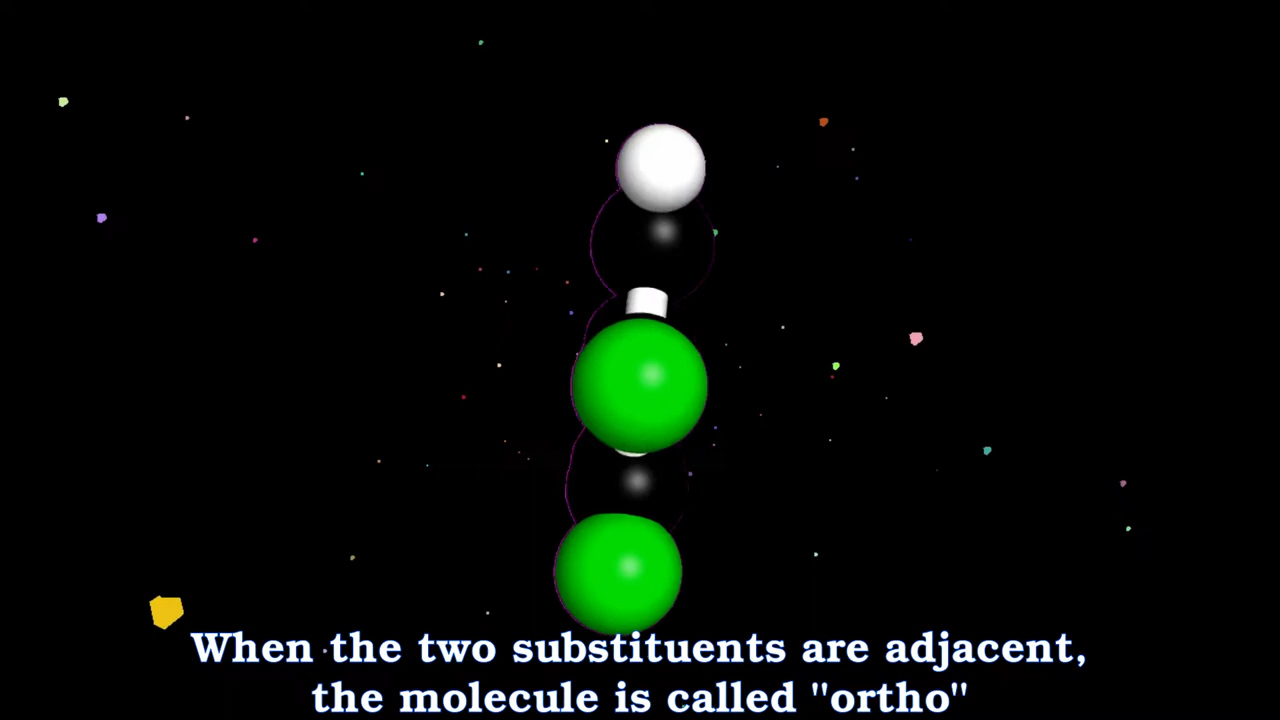 When the two substituents are adjacent,
the molecule is called "ortho"